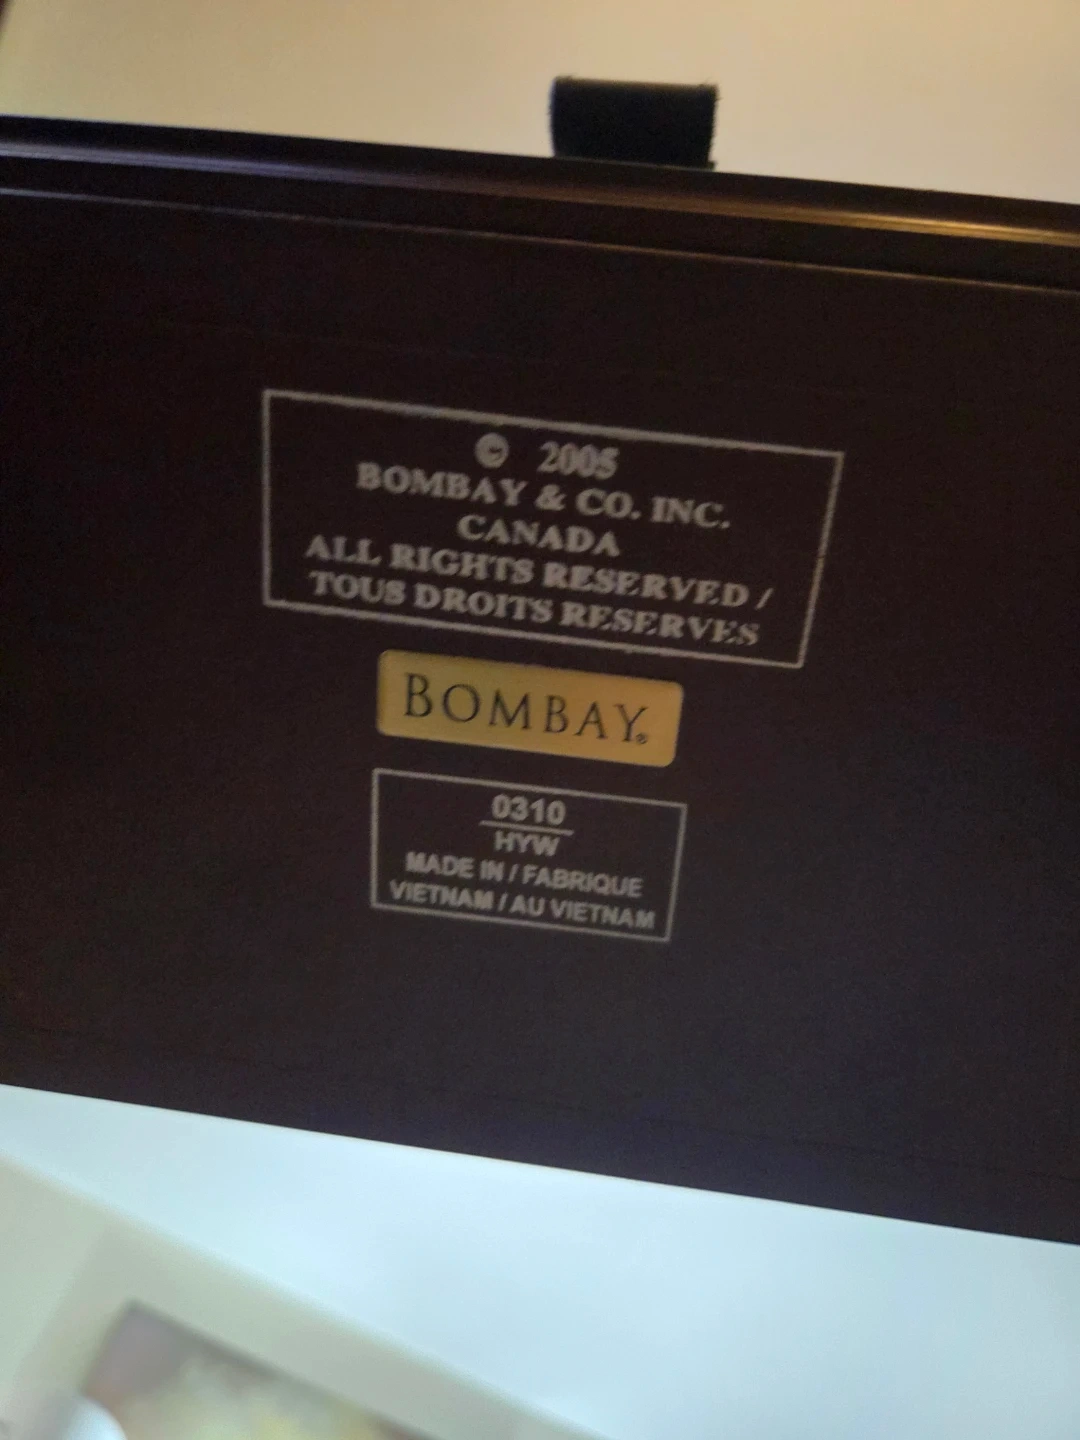 © 2005
BOMBAY & CO. INC.
CANADA
ALL RIGHTS RESERVED /
TOUS DROITS RESERVES
BOMBAY®
0310
HYW
MADE IN / FABRIQUE
VIETNAM / AU VIETNAM